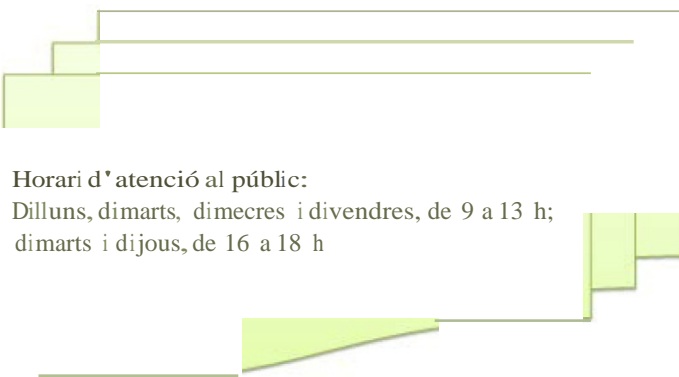 Horari d'atenció al públic:
Dilluns, dimarts, dimecres i divendres, de 9 a 13 h;
dimarts i dijous, de 16 a 18 h